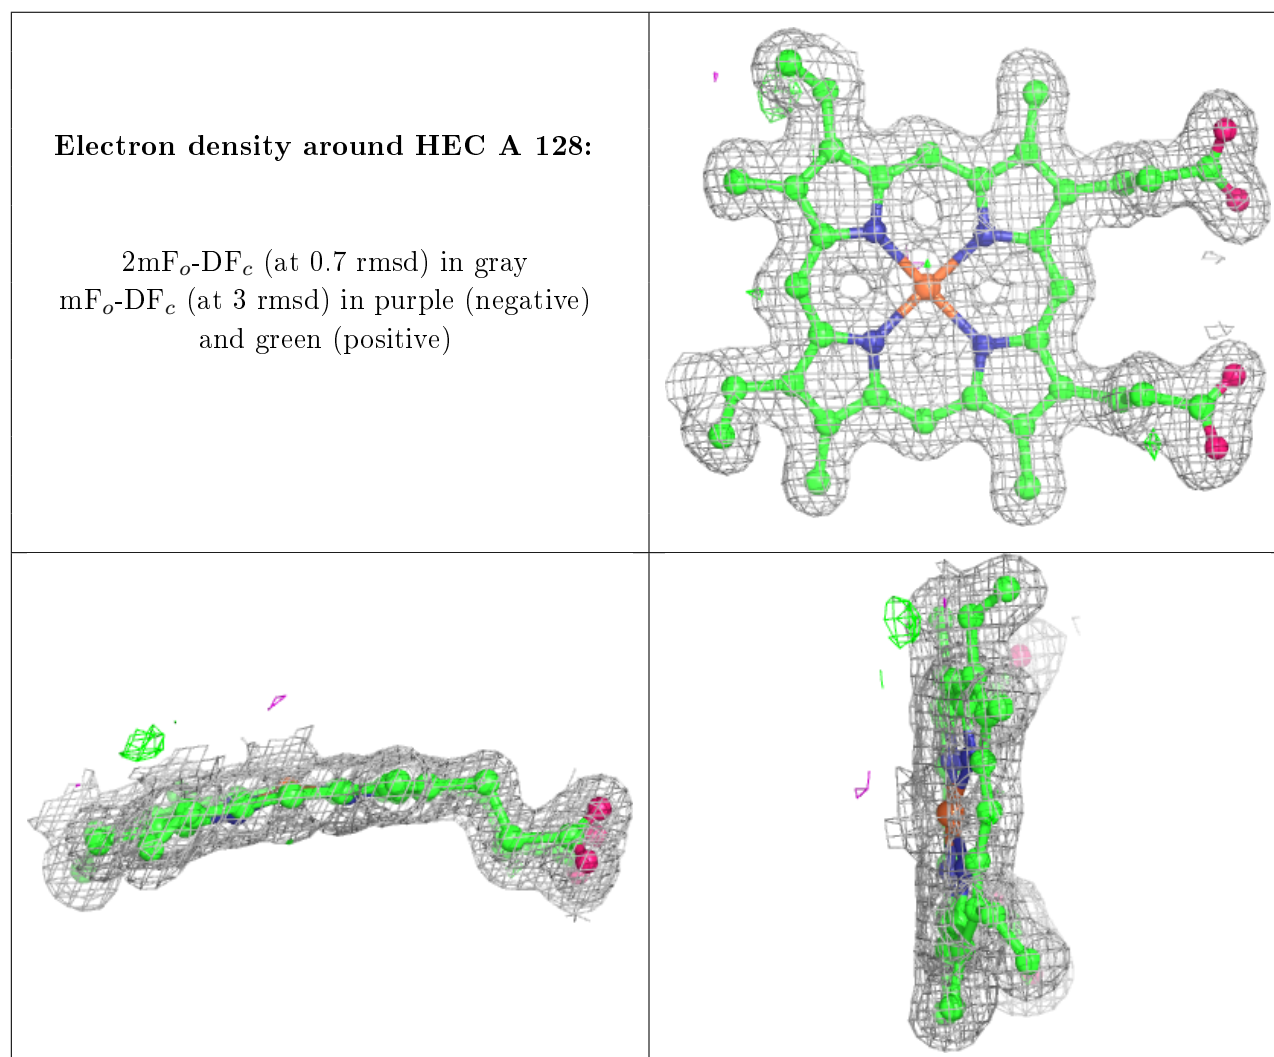 Electron density around HEC A 128:
2mFₒ-DF𝒸 (at 0.7 rmsd) in gray
mFₒ-DF𝒸 (at 3 rmsd) in purple (negative)
and green (positive)